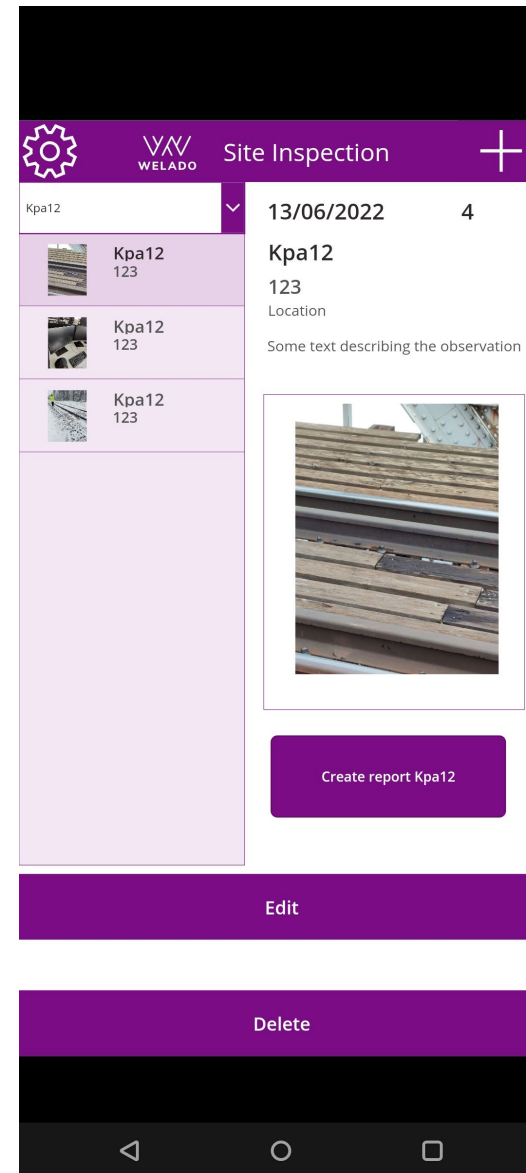 WELADO
Site Inspection
Kpa12
Kpa12
123
Kpa12
123
Kpa12
123
13/06/2022 4
Kpa12
123
Location
Some text describing the observation
Create report Kpa12
Edit
Delete